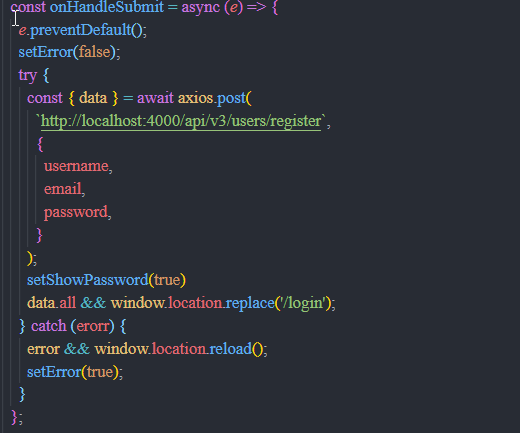 const onHandleSubmit = async (e) => {
e.preventDefault();
setError(false);
try {
const { data } = await axios.post(
`http://localhost:4000/api/v3/users/register`,
{
username,
email,
password,
}
);
setShowPassword(true)
data.all && window.location.replace('/login');
} catch (erorr) {
error && window.location.reload();
setError(true);
}
};